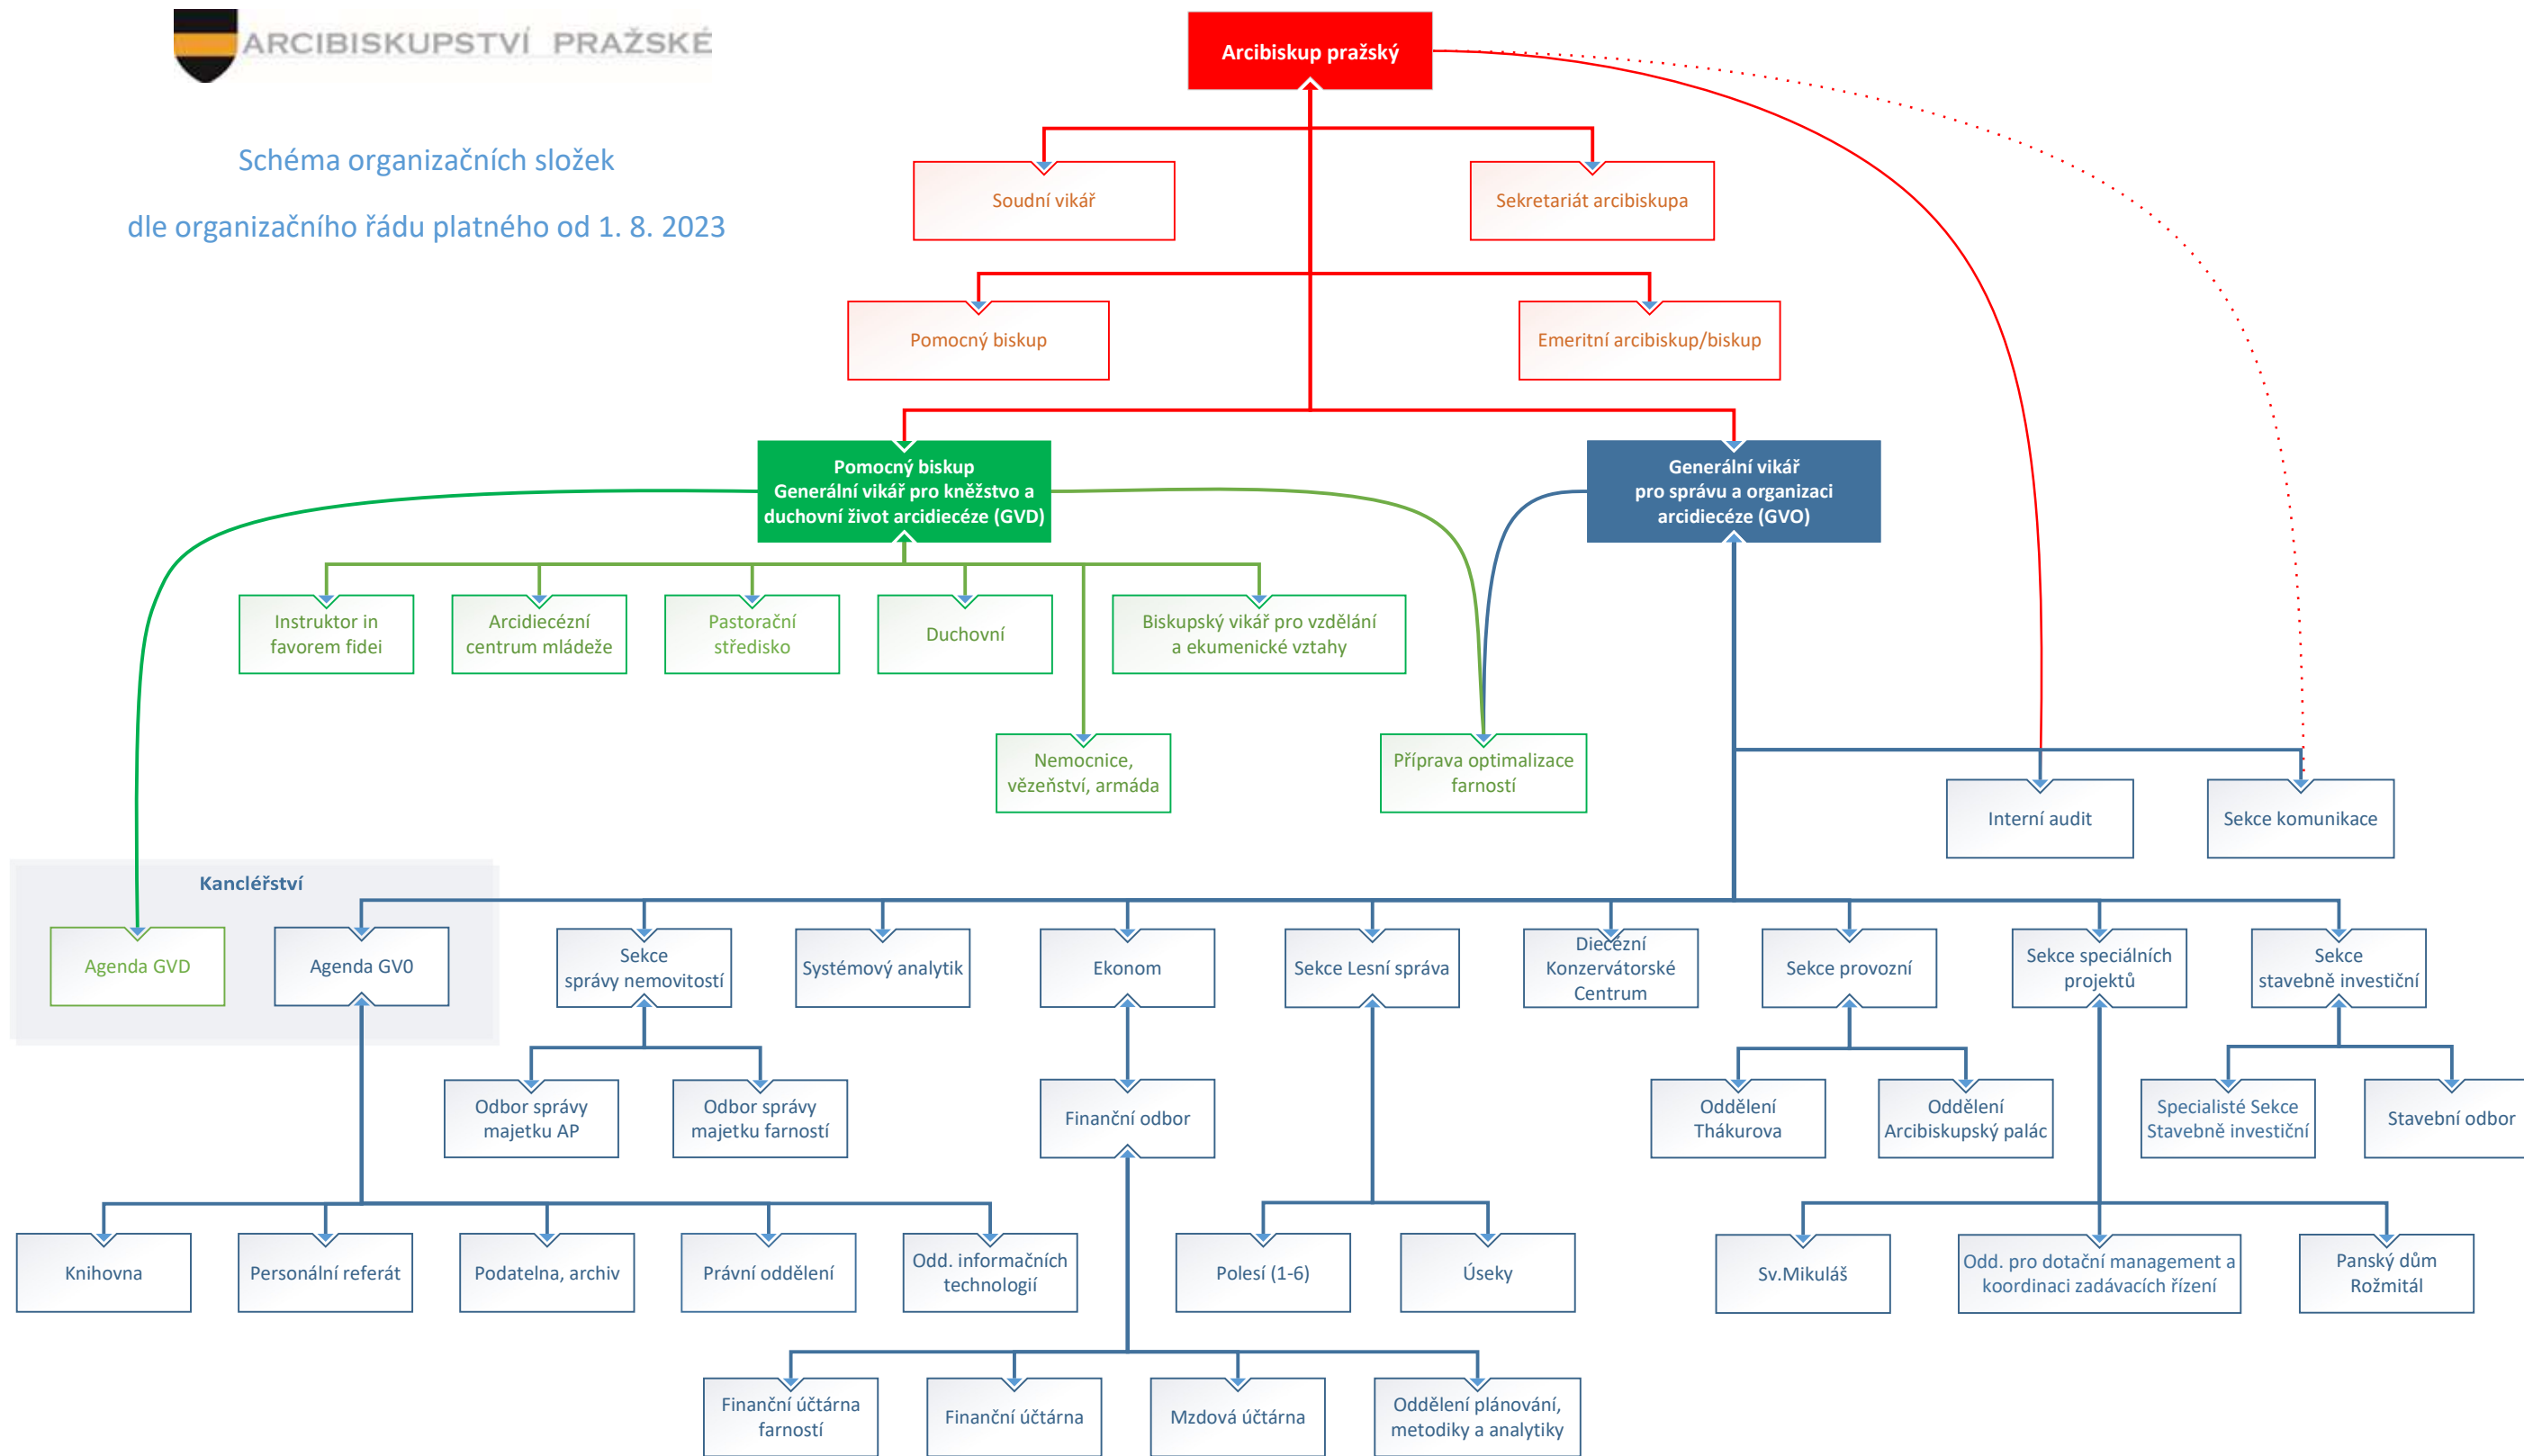 ARCIBISKUPSTVÍ PRAŽSKÉ
Schéma organizačních složek
dle organizačního řádu platného od 1. 8. 2023
Arcibiskup pražský
Soudní vikář
Sekretariát arcibiskupa
Pomocný biskup
Emeritní arcibiskup/biskup
Pomocný biskup
Generální vikář pro kněžstvo a
duchovní život arcidiecéze (GVD)
Generální vikář
pro správu a organizaci
arcidiecéze (GVO)
Instruktor in
favorem fidei
Arcidiecézní
centrum mládeže
Pastorační
středisko
Duchovní
Biskupský vikář pro vzdělání
a ekumenické vztahy
Nemocnice,
vězeňství, armáda
Příprava optimalizace
farností
Interní audit
Sekce komunikace
Kancléřství
Agenda GVD
Agenda GV0
Sekce
správy nemovitostí
Systémový analytik
Ekonom
Sekce Lesní správa
Diecézní
Konzervátorské
Centrum
Sekce provozní
Sekce speciálních
projektů
Sekce
stavebně investiční
Odbor správy
majetku AP
Odbor správy
majetku farností
Finanční odbor
Oddělení
Thákurova
Oddělení
Arcibiskupský palác
Specialisté Sekce
Stavebně investiční
Stavební odbor
Knihovna
Personální referát
Podatelna, archiv
Právní oddělení
Odd. informačních
technologií
Polesí (1-6)
Úseky
Sv.Mikuláš
Odd. pro dotační management a
koordinaci zadávacích řízení
Panský dům
Rožmitál
Finanční účtárna
farností
Finanční účtárna
Mzdová účtárna
Oddělení plánování,
metodiky a analytiky